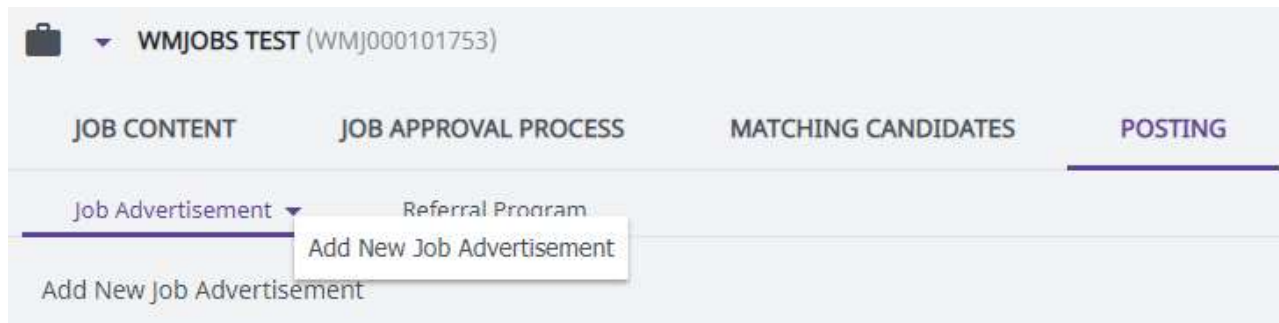 WMJOBS TEST (WMJ000101753)
JOB CONTENT JOB APPROVAL PROCESS MATCHING CANDIDATES POSTING
Job Advertisement Referral Program
Add New Job Advertisement
Add New Job Advertisement